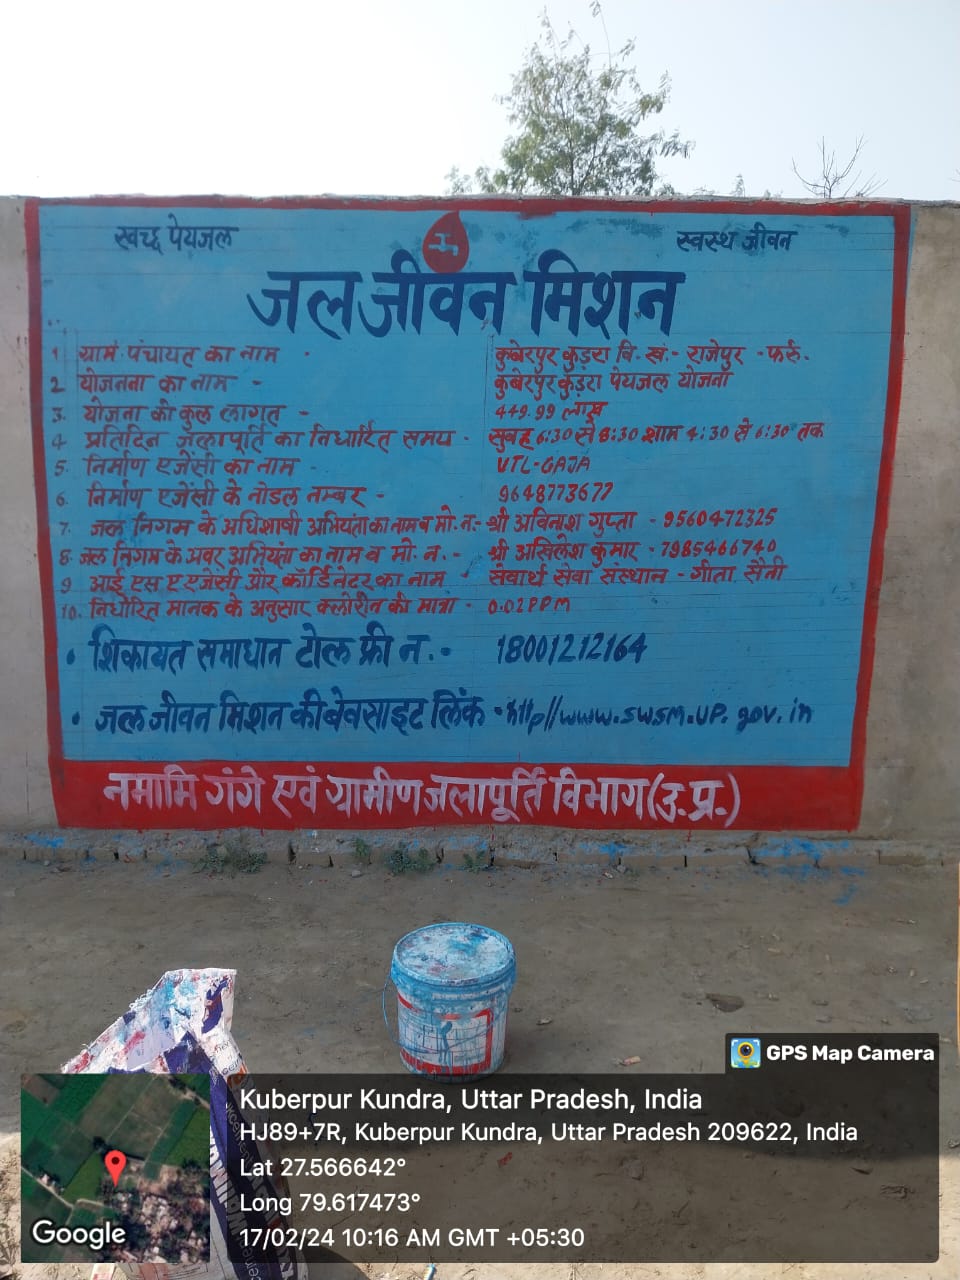 स्वच्छ पेयजल स्वस्थ जीवन
जल जीवन मिशन
1 ग्राम पंचायत का नाम - कुबेरपुर कुड़रा वि. खं.- राजेपुर - फर्रु.
2 योजनना का नाम - कुबेरपुर कुड़रा पेयजल योजना
3. योजना की कुल लागत - 449.99 लाख
4 प्रतिदिन जलापूर्ति का निर्धारित समय - सुबह 6:30 से 8:30 शाम 4:30 से 6:30 तक
5. निर्माण एजेंसी का नाम - VTL-GAJA
6. निर्माण एजेंसी के नोडल नम्बर - 9648773677
7. जल निगम के अधिशाषी अभियंता का नाम व मो. न.- श्री अविनाश गुप्ता - 9560472325
8. जल निगम के अवर अभियंता का नाम व मो. न. - श्री अखिलेश कुमार - 7985466740
9 आई एस ए एजेंसी और कॉर्डिनेटर का नाम - सेवार्थ सेवा संस्थान - गीता सैनी
10. निर्धारित मानक के अनुसार क्लोरीन की मात्रा - 0.02PPM
• शिकायत समाधान टोल फ्री न. - 18001212164
• जल जीवन मिशन की बेवसाइट लिंक - http//www.swsm.up.gov.in
नमामि गंगे एवं ग्रामीण जलापूर्ति विभाग (उ.प्र.)
GPS Map Camera
Kuberpur Kundra, Uttar Pradesh, India
HJ89+7R, Kuberpur Kundra, Uttar Pradesh 209622, India
Lat 27.566642°
Long 79.617473°
17/02/24 10:16 AM GMT +05:30
Google